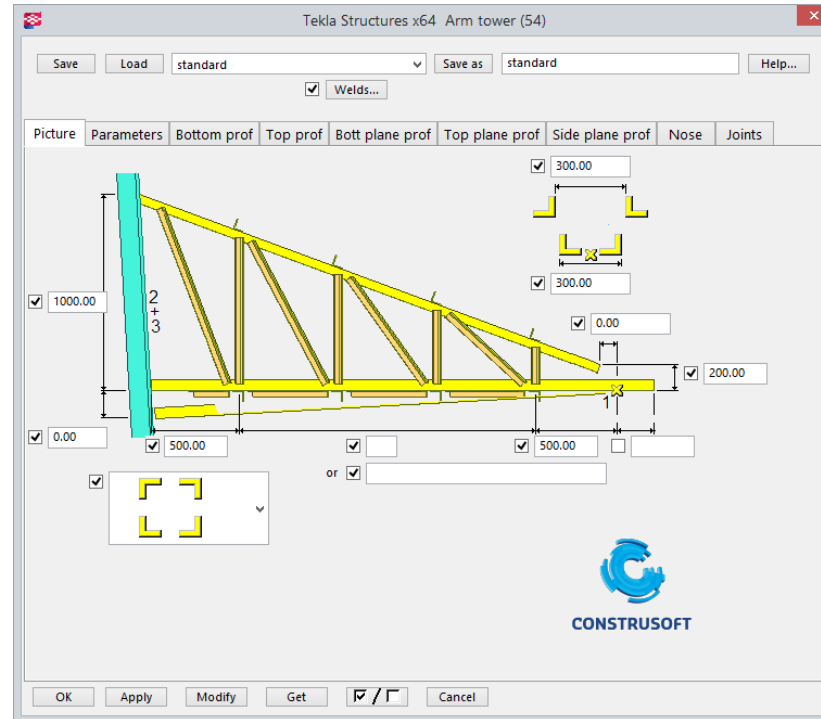 Tekla Structures x64 Arm tower (54)
Save Load standard Save as standard Help...
Welds...
Picture Parameters Bottom prof Top prof Bott plane prof Top plane prof Side plane prof Nose Joints
300.00
300.00
1000.00
2
+
3
0.00
200.00
1
0.00
500.00
500.00
or
CONSTRUSOFT
OK Apply Modify Get / Cancel